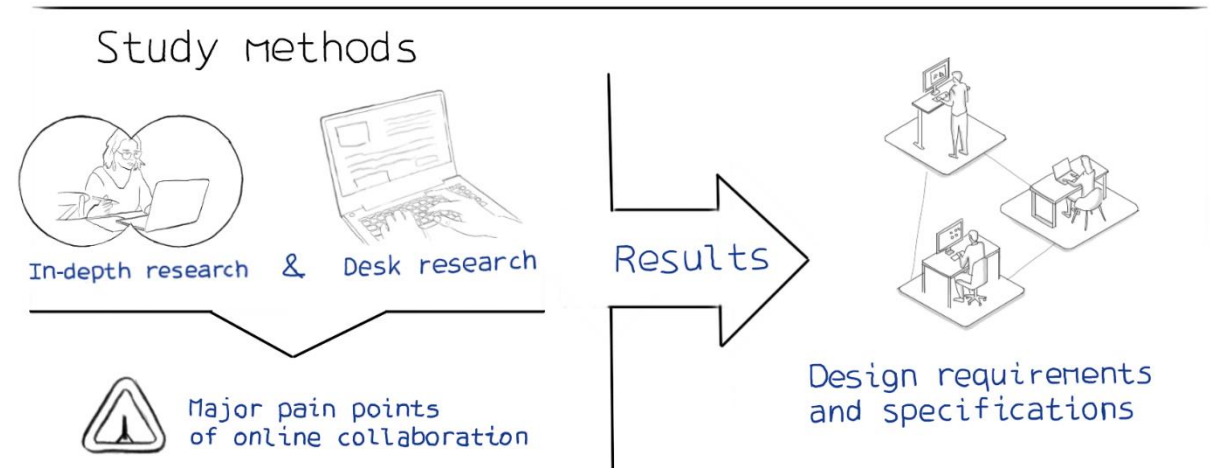 Study methods
In-depth research & Desk research
Major pain points
of online collaboration
Results
Design requirements
and specifications